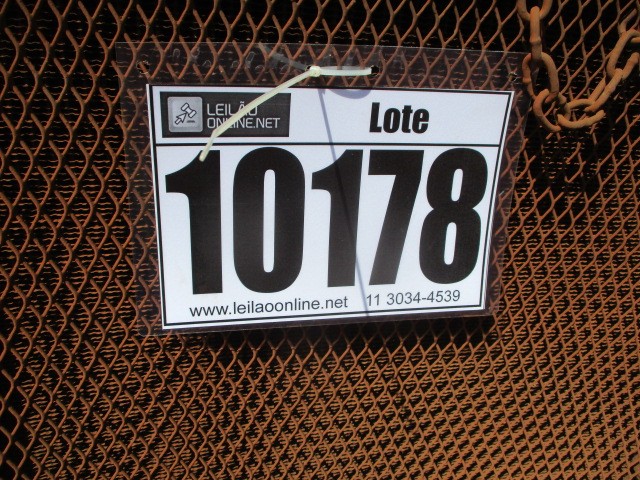 LEILÃO
ONLINE.NET
Lote
10178
www.leilaoonline.net 11 3034-4539